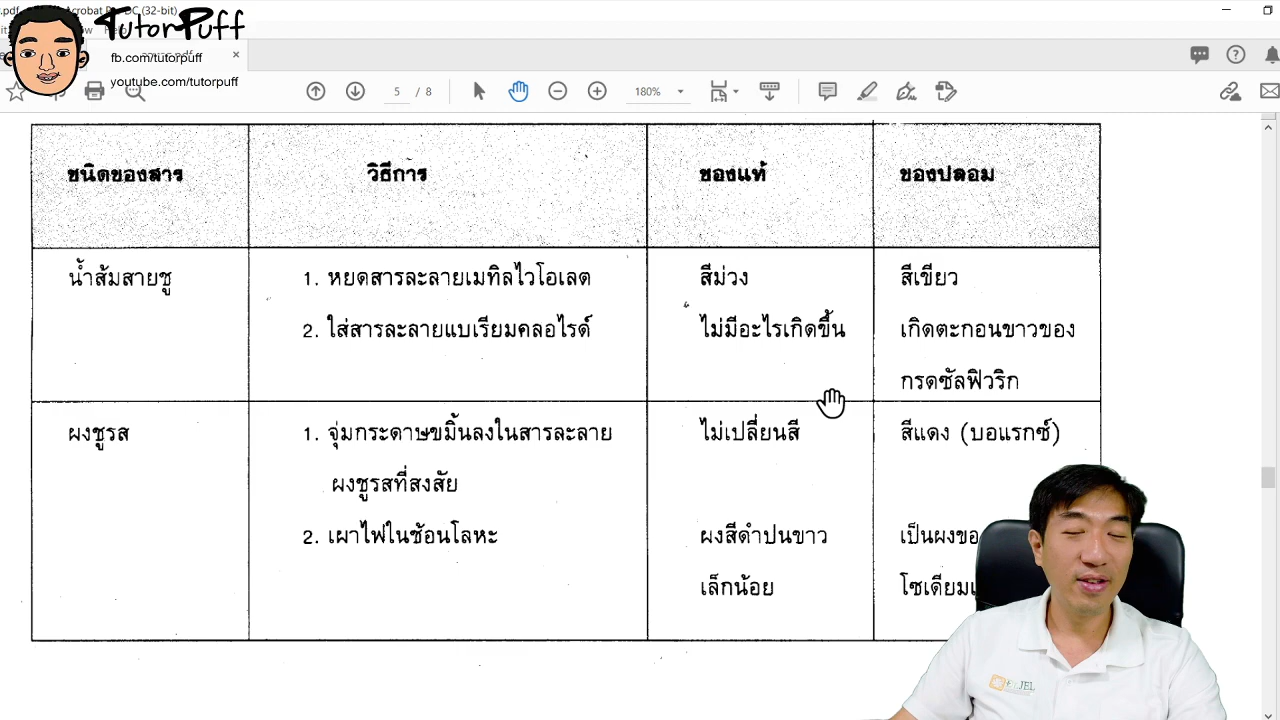 .pdf
Acrobat Pro DC (32-bit)
TutorPuff
fb.com/tutorpuff
youtube.com/tutorpuff
5 / 8
180%
ชนิดของสาร
วิธีการ
ของแท้
ของปลอม
น้ำส้มสายชู
1. หยดสารละลายเมทิลไวโอเลต
สีม่วง
สีเขียว
2. ใส่สารละลายแบเรียมคลอไรด์
ไม่มีอะไรเกิดขึ้น
เกิดตะกอนขาวของ
กรดซัลฟิวริก
ผงชูรส
1. จุ่มกระดาษขมิ้นลงในสารละลาย
ไม่เปลี่ยนสี
สีแดง (บอแรกซ์)
ผงชูรสที่สงสัย
2. เผาไฟในช้อนโลหะ
ผงสีดำปนขาว
เป็นผงขอ
เล็กน้อย
โซเดียม